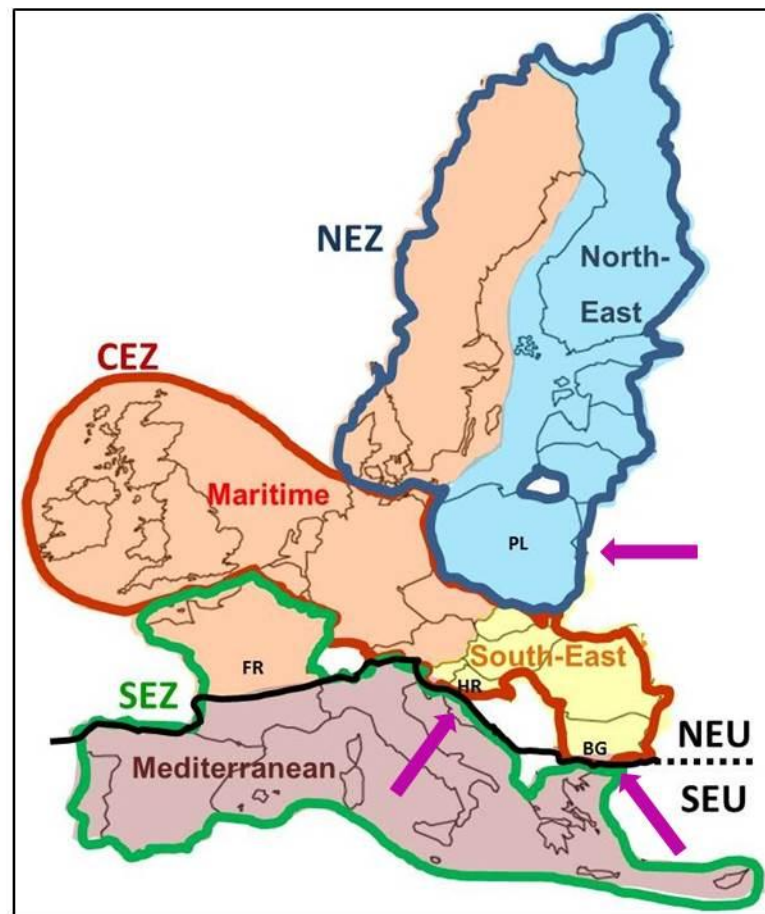 NEZ
North-
East
CEZ
Maritime
PL
South-East
FR
HR
SEZ
BG
NEU
Mediterranean
SEU